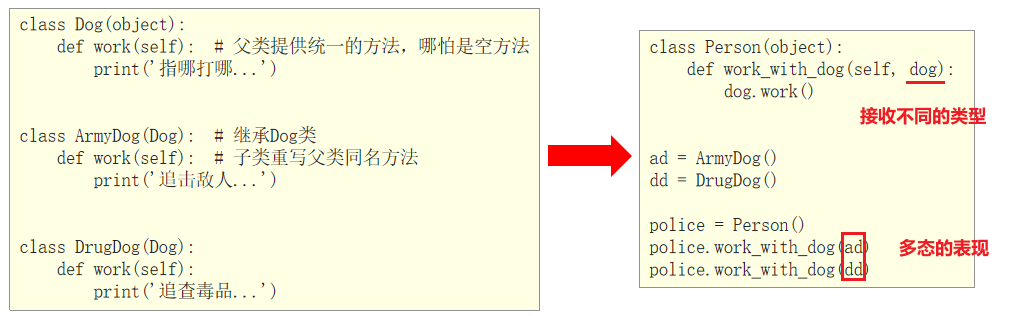 class Dog(object):
def work(self):  # 父类提供统一的方法，哪怕是空方法
print('指哪打哪...')
class ArmyDog(Dog):  # 继承Dog类
def work(self):  # 子类重写父类同名方法
print('追击敌人...')
class DrugDog(Dog):
def work(self):
print('追查毒品...')
class Person(object):
def work_with_dog(self, dog):
dog.work()
接收不同的类型
ad = ArmyDog()
dd = DrugDog()
police = Person()
police.work_with_dog(ad)
多态的表现
police.work_with_dog(dd)